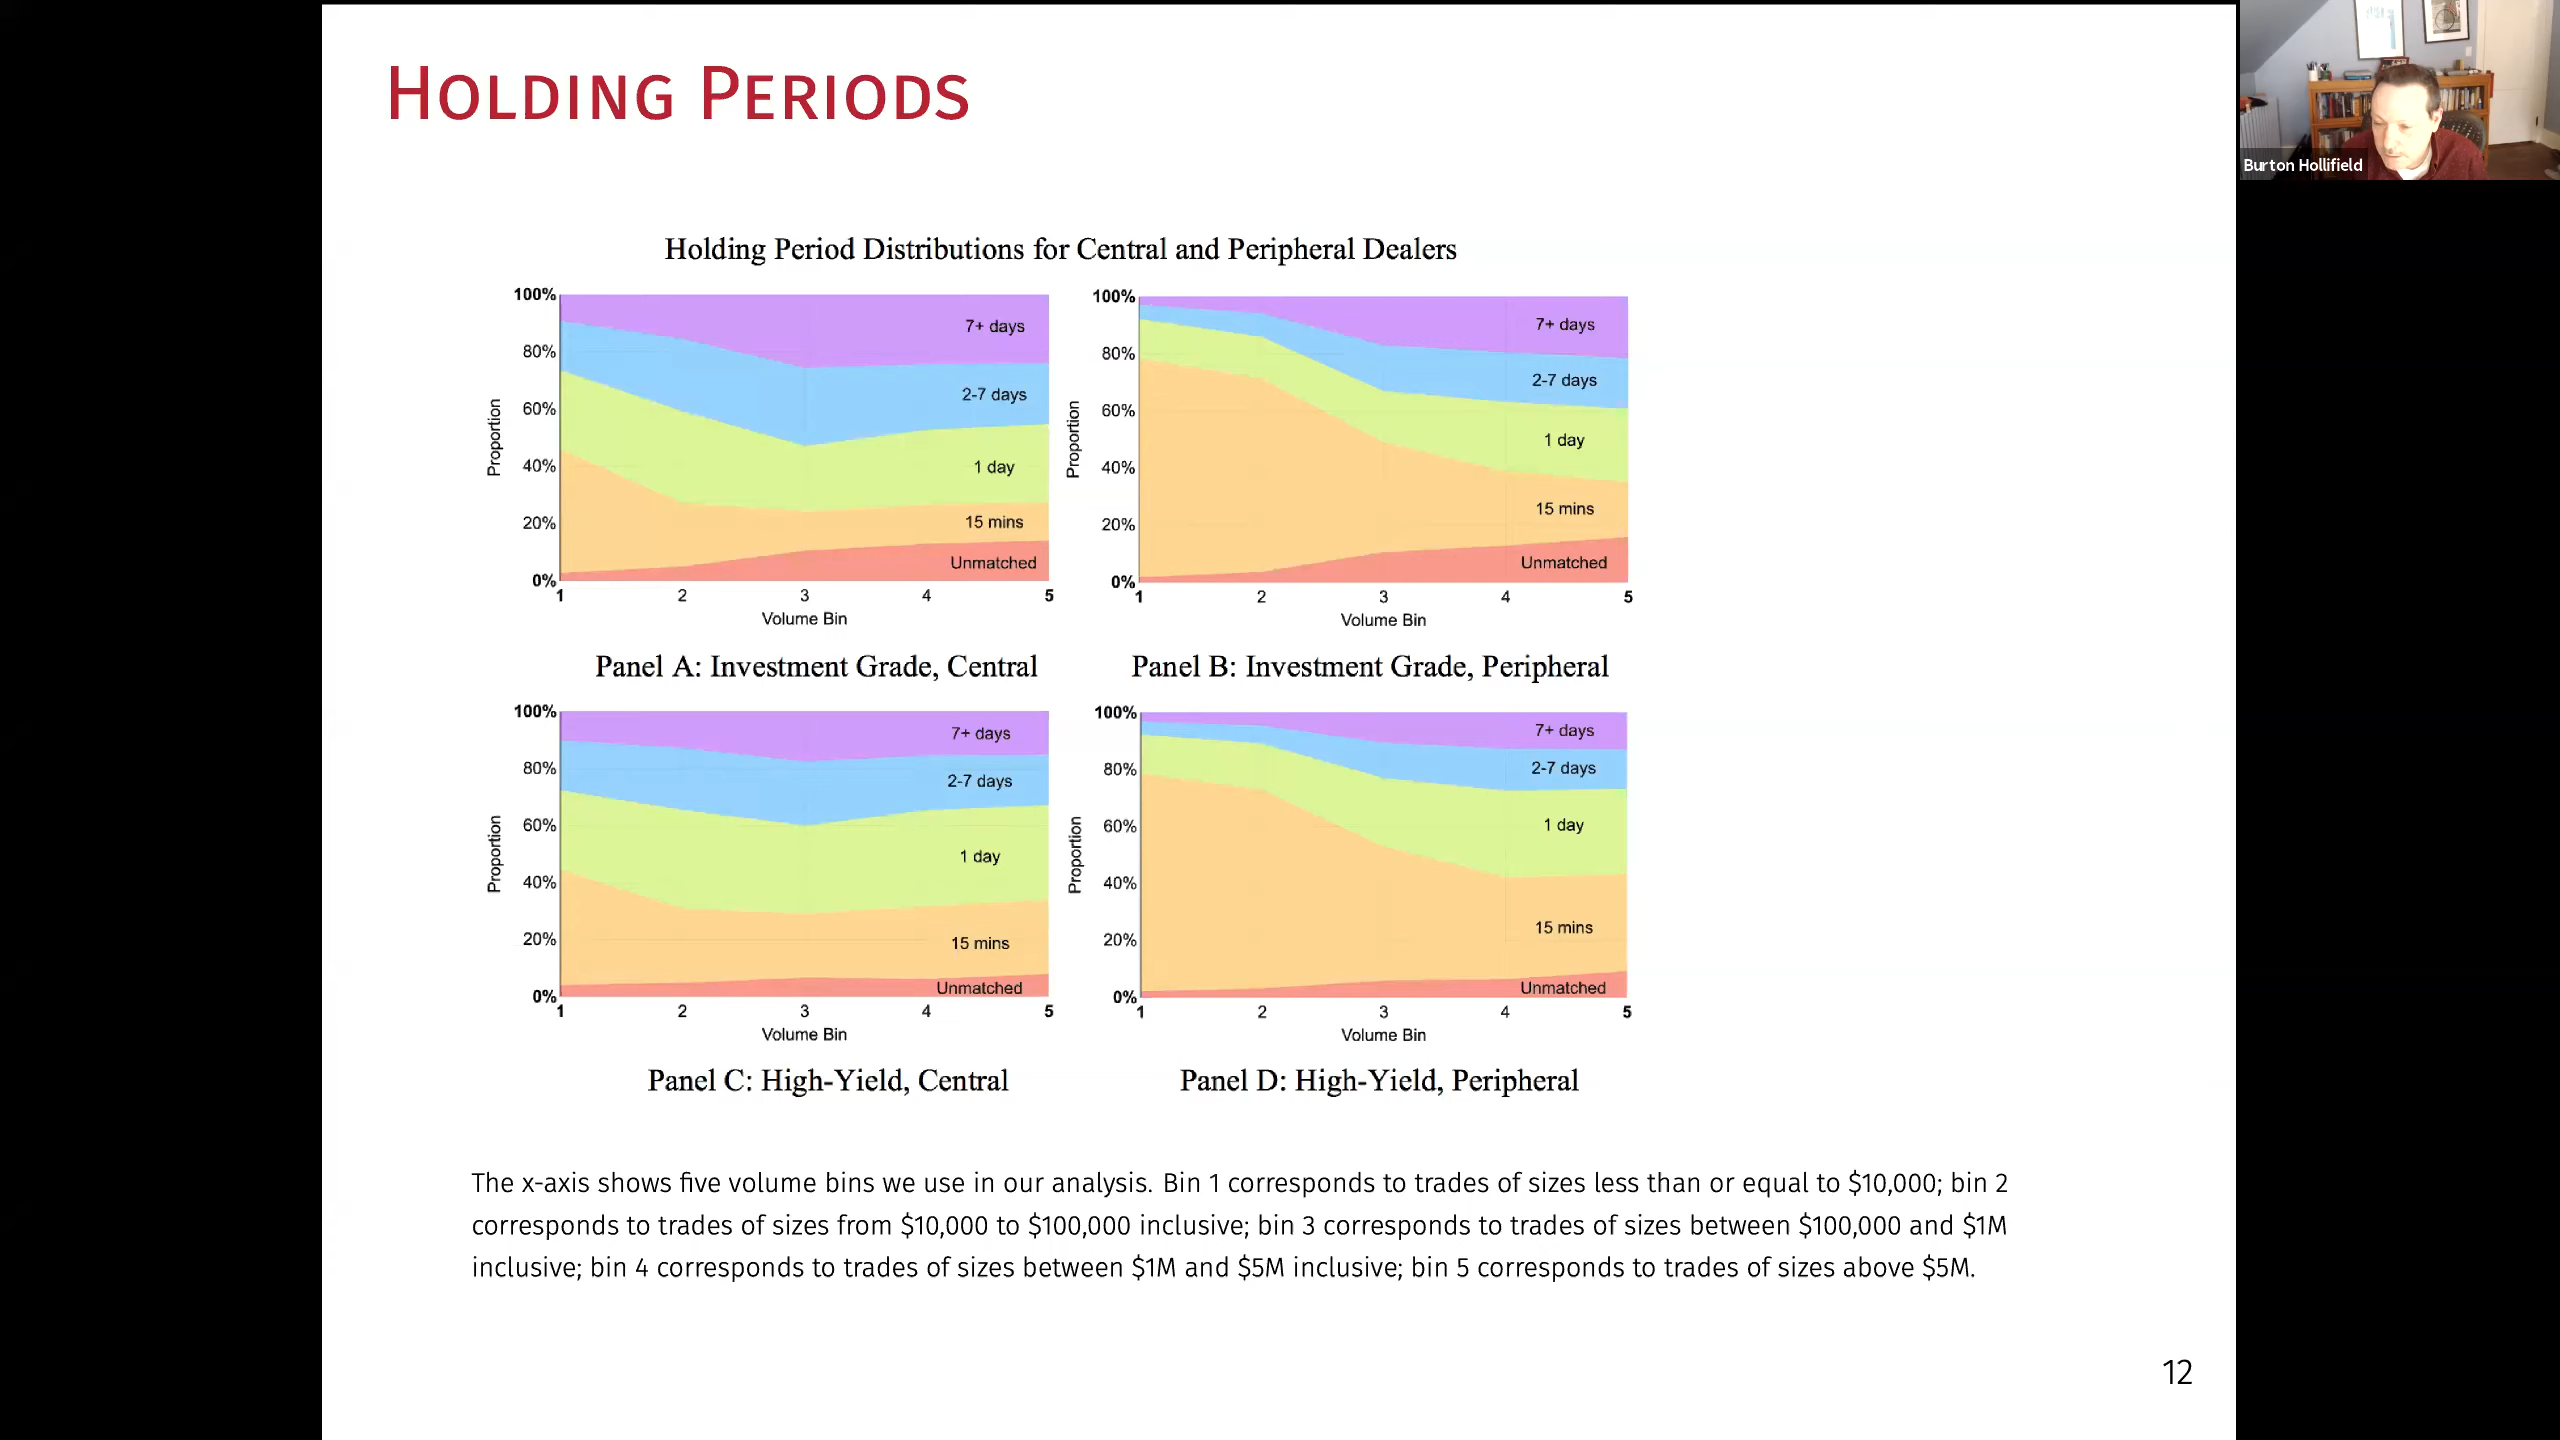 HOLDING PERIODS
Burton Hollifield
Holding Period Distributions for Central and Peripheral Dealers
100%
80%
60%
40%
20%
0%
Proportion
7+ days
2-7 days
1 day
15 mins
Unmatched
1 2 3 4 5
Volume Bin
Panel A: Investment Grade, Central
100%
80%
60%
40%
20%
0%
Proportion
7+ days
2-7 days
1 day
15 mins
Unmatched
1 2 3 4 5
Volume Bin
Panel B: Investment Grade, Peripheral
100%
80%
60%
40%
20%
0%
Proportion
7+ days
2-7 days
1 day
15 mins
Unmatched
1 2 3 4 5
Volume Bin
Panel C: High-Yield, Central
100%
80%
60%
40%
20%
0%
Proportion
7+ days
2-7 days
1 day
15 mins
Unmatched
1 2 3 4 5
Volume Bin
Panel D: High-Yield, Peripheral
The x-axis shows five volume bins we use in our analysis. Bin 1 corresponds to trades of sizes less than or equal to $10,000; bin 2
corresponds to trades of sizes from $10,000 to $100,000 inclusive; bin 3 corresponds to trades of sizes between $100,000 and $1M
inclusive; bin 4 corresponds to trades of sizes between $1M and $5M inclusive; bin 5 corresponds to trades of sizes above $5M.
12